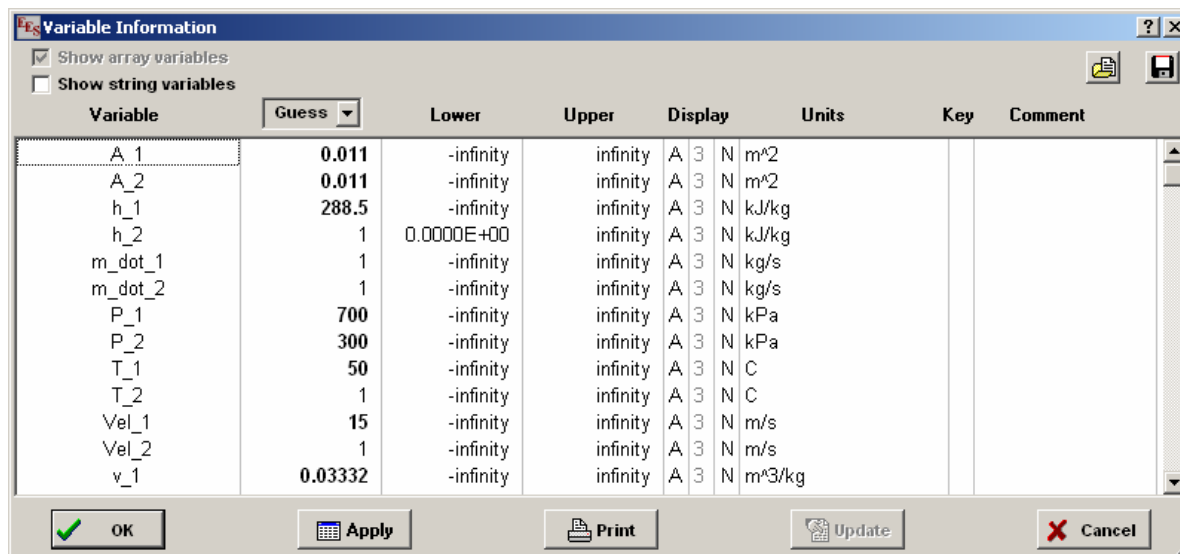 EES Variable Information
Show array variables
Show string variables
Variable Guess Lower Upper Display Units Key Comment
A_1 0.011 -infinity infinity A 3 N m^2
A_2 0.011 -infinity infinity A 3 N m^2
h_1 288.5 -infinity infinity A 3 N kJ/kg
h_2 1 0.0000E+00 infinity A 3 N kJ/kg
m_dot_1 1 -infinity infinity A 3 N kg/s
m_dot_2 1 -infinity infinity A 3 N kg/s
P_1 700 -infinity infinity A 3 N kPa
P_2 300 -infinity infinity A 3 N kPa
T_1 50 -infinity infinity A 3 N C
T_2 1 -infinity infinity A 3 N C
Vel_1 15 -infinity infinity A 3 N m/s
Vel_2 1 -infinity infinity A 3 N m/s
v_1 0.03332 -infinity infinity A 3 N m^3/kg
OK Apply Print Update Cancel